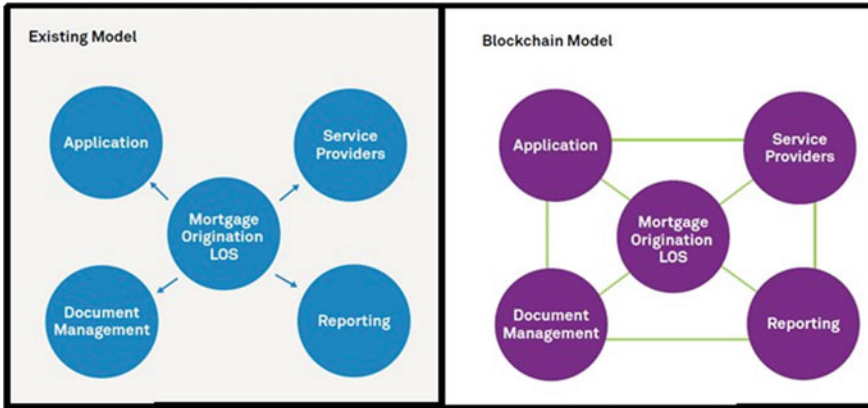 Existing Model
Application
Service
Providers
Mortgage
Origination
LOS
Document
Management
Reporting
Blockchain Model
Application
Service
Providers
Mortgage
Origination
LOS
Document
Management
Reporting